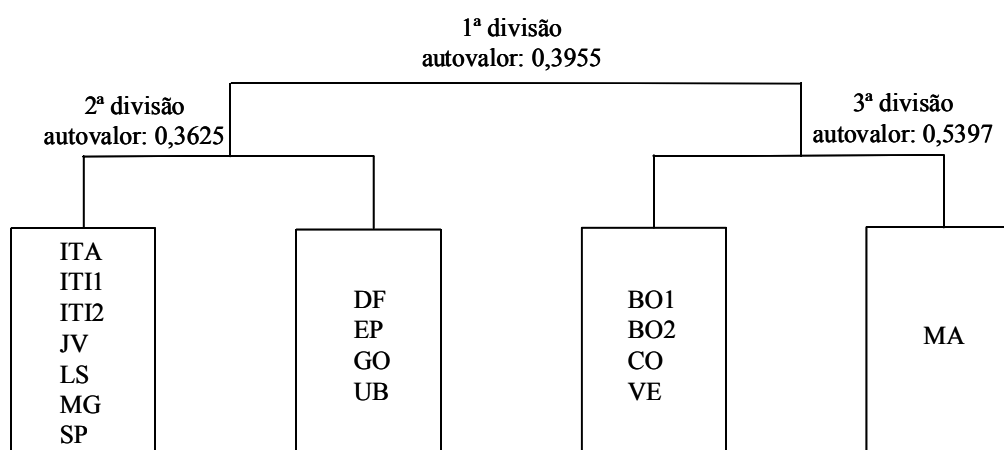 1ª divisão
autovalor: 0,3955
2ª divisão
autovalor: 0,3625
3ª divisão
autovalor: 0,5397
ITA
ITI1
ITI2
JV
LS
MG
SP
DF
EP
GO
UB
BO1
BO2
CO
VE
MA